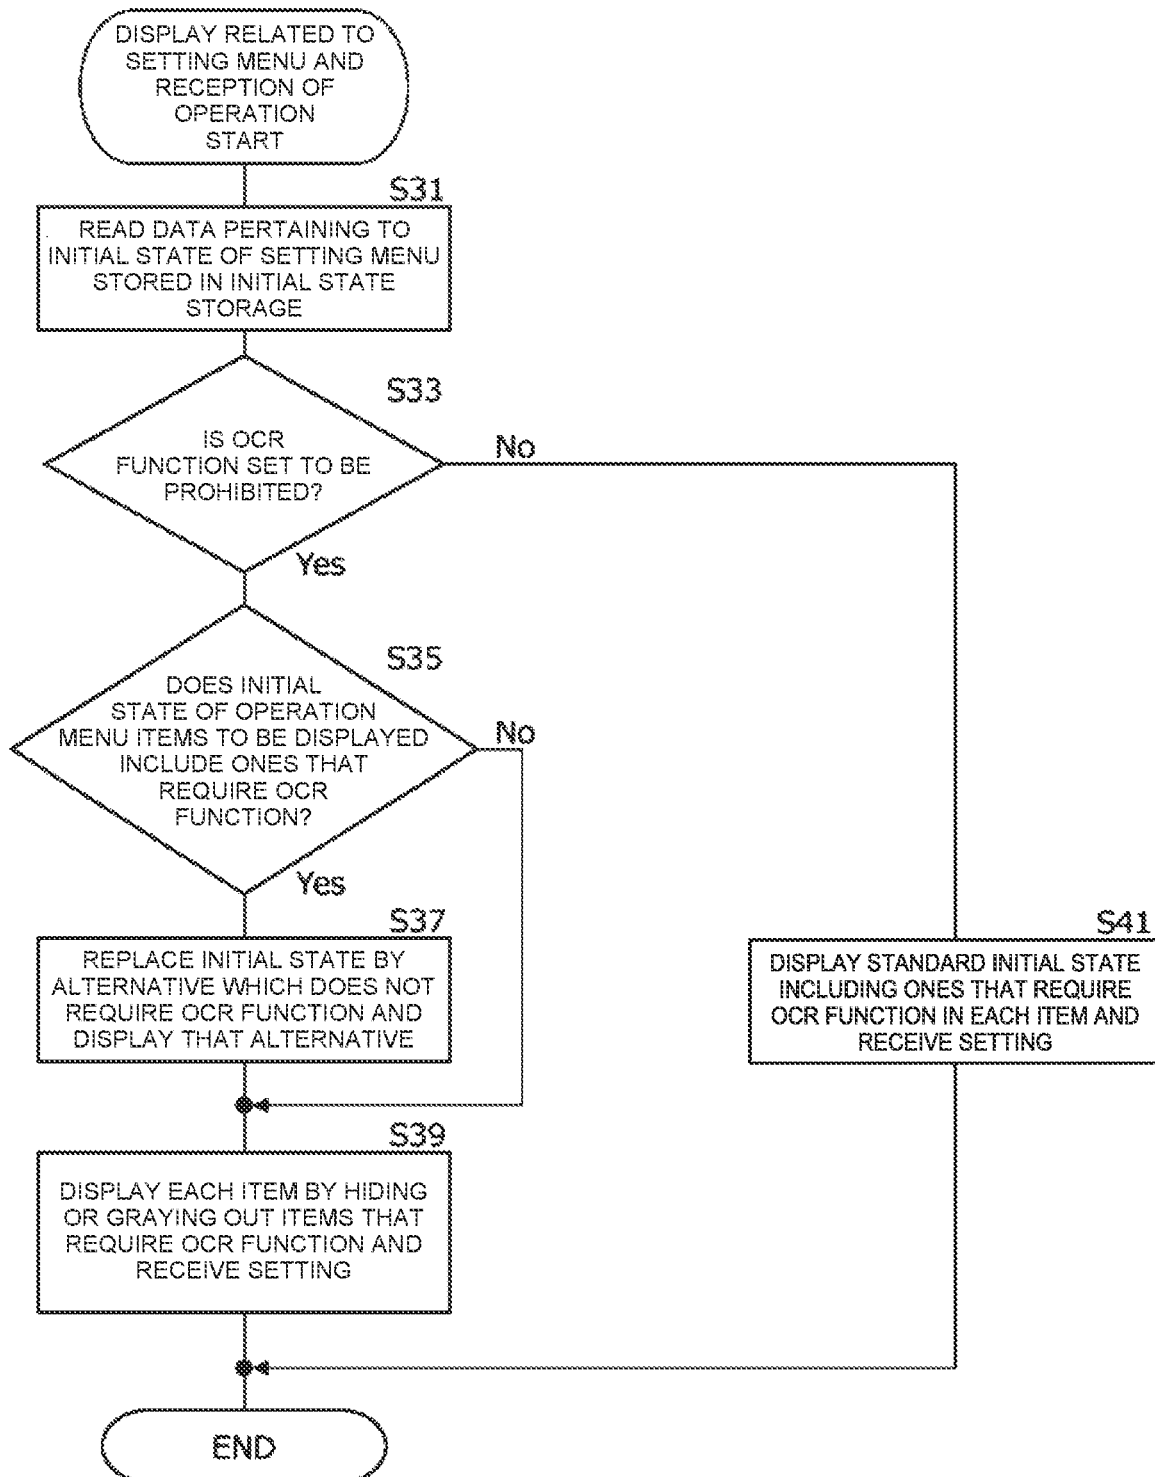 DISPLAY RELATED TO
SETTING MENU AND
RECEPTION OF
OPERATION
START
S31
READ DATA PERTAINING TO
INITIAL STATE OF SETTING MENU
STORED IN INITIAL STATE
STORAGE
S33
IS OCR
FUNCTION SET TO BE
PROHIBITED?
No
Yes
S35
DOES INITIAL
STATE OF OPERATION
MENU ITEMS TO BE DISPLAYED
INCLUDE ONES THAT
REQUIRE OCR
FUNCTION?
No
Yes
S37
REPLACE INITIAL STATE BY
ALTERNATIVE WHICH DOES NOT
REQUIRE OCR FUNCTION AND
DISPLAY THAT ALTERNATIVE
S41
DISPLAY STANDARD INITIAL STATE
INCLUDING ONES THAT REQUIRE
OCR FUNCTION IN EACH ITEM AND
RECEIVE SETTING
S39
DISPLAY EACH ITEM BY HIDING
OR GRAYING OUT ITEMS THAT
REQUIRE OCR FUNCTION AND
RECEIVE SETTING
END